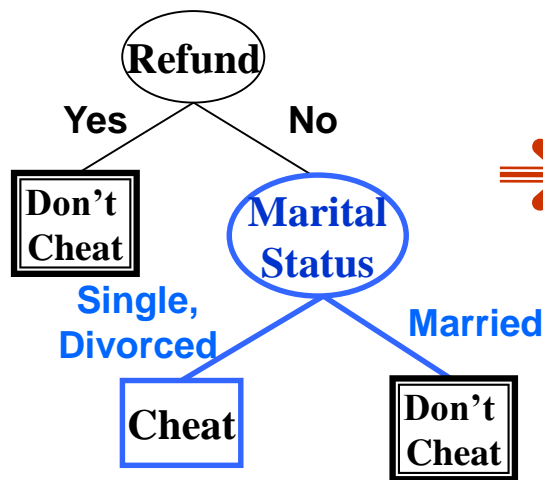 Refund
Yes
No
Don’t
Cheat
Marital
Status
Single,
Divorced
Married
Cheat
Don’t
Cheat